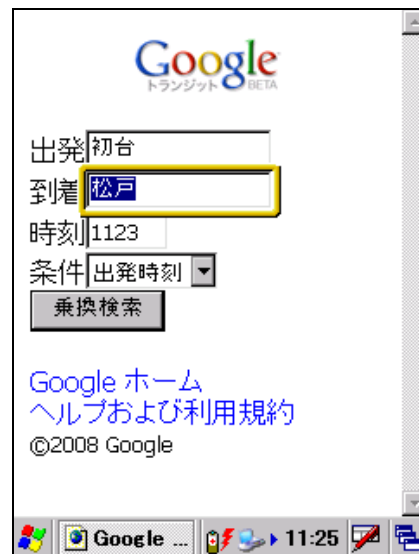 Google
トランジット BETA
出発 初台
到着 松戸
時刻 1123
条件 出発時刻
乗換検索
Google ホーム
ヘルプおよび利用規約
©2008 Google
Google ... 11:25